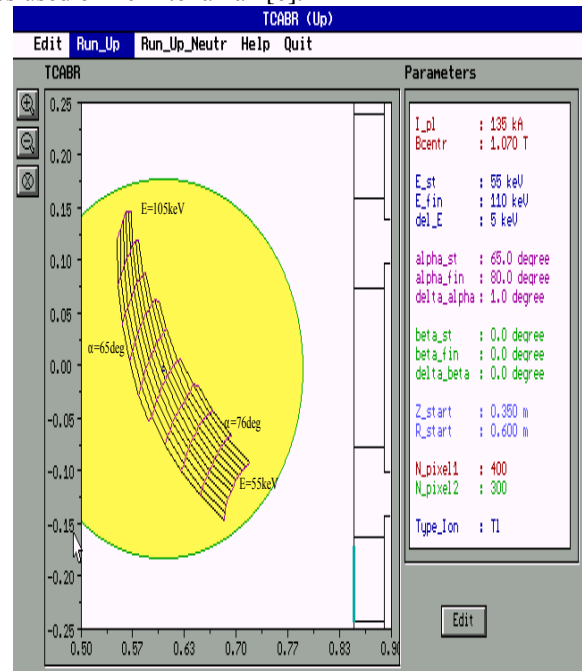 TCABR (Up)
Edit Run_Up Run_Up_Neutr Help Quit
TCABR
Parameters
0.25
0.20
0.15
0.10
0.05
0.00
-0.05
-0.10
-0.15
-0.20
-0.25
0.50 0.57 0.63 0.70 0.77 0.83 0.90
E=105keV
α=65deg
α=76deg
E=55keV
I_pl : 135 kA
Bcentr : 1.070 T
E_st : 55 keV
E_fin : 110 keV
del_E : 5 keV
alpha_st : 65.0 degree
alpha_fin : 80.0 degree
delta_alpha : 1.0 degree
beta_st : 0.0 degree
beta_fin : 0.0 degree
delta_beta : 0.0 degree
Z_start : 0.350 m
R_start : 0.600 m
N_pixel1 : 400
N_pixel2 : 300
Type_Ion : Tl
Edit